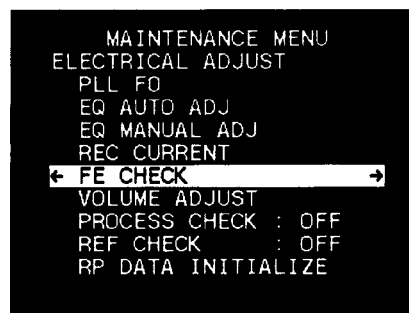 MAINTENANCE MENU
ELECTRICAL ADJUST
PLL FO
EQ AUTO ADJ
EQ MANUAL ADJ
REC CURRENT
← FE CHECK →
VOLUME ADJUST
PROCESS CHECK : OFF
REF CHECK : OFF
RP DATA INITIALIZE